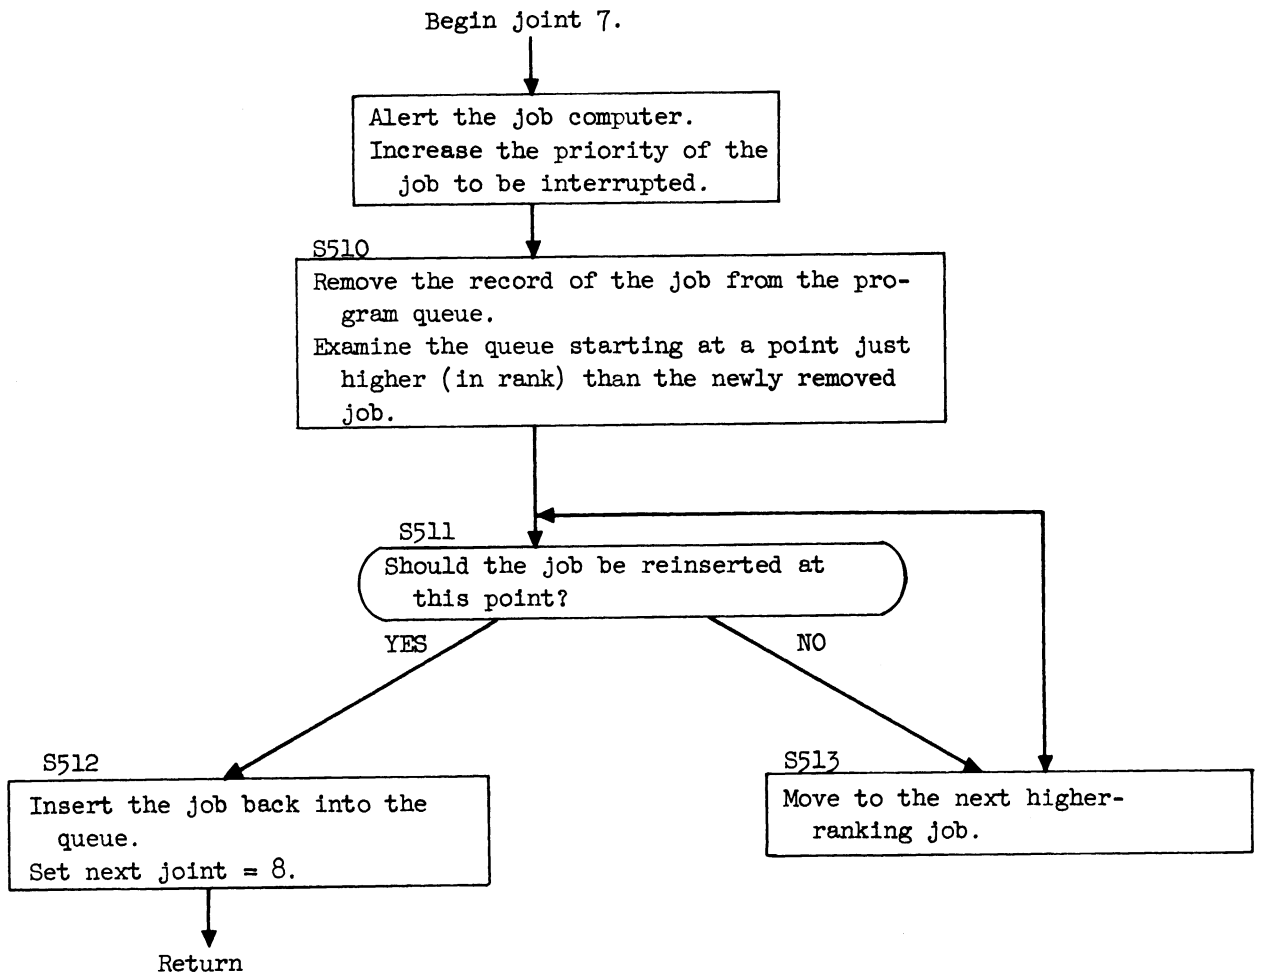 Begin joint 7.
Alert the job computer.
Increase the priority of the
job to be interrupted.
S510
Remove the record of the job from the pro-
gram queue.
Examine the queue starting at a point just
higher (in rank) than the newly removed
job.
S511
Should the job be reinserted at
this point?
YES
NO
S512
Insert the job back into the
queue.
Set next joint = 8.
Return
S513
Move to the next higher-
ranking job.